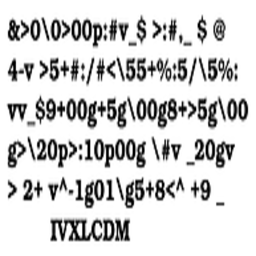 &>0\0>00p:#v_$ >:#,_ $ @
4-v >5+#:/#<\55+%:5/\5%:
vv_$9+00g+5g\00g8+>5g\00
g>\20p>:10p00g \#v _20gv
> 2+ v^-1g01\g5+8<^ +9 _
IVXLCDM